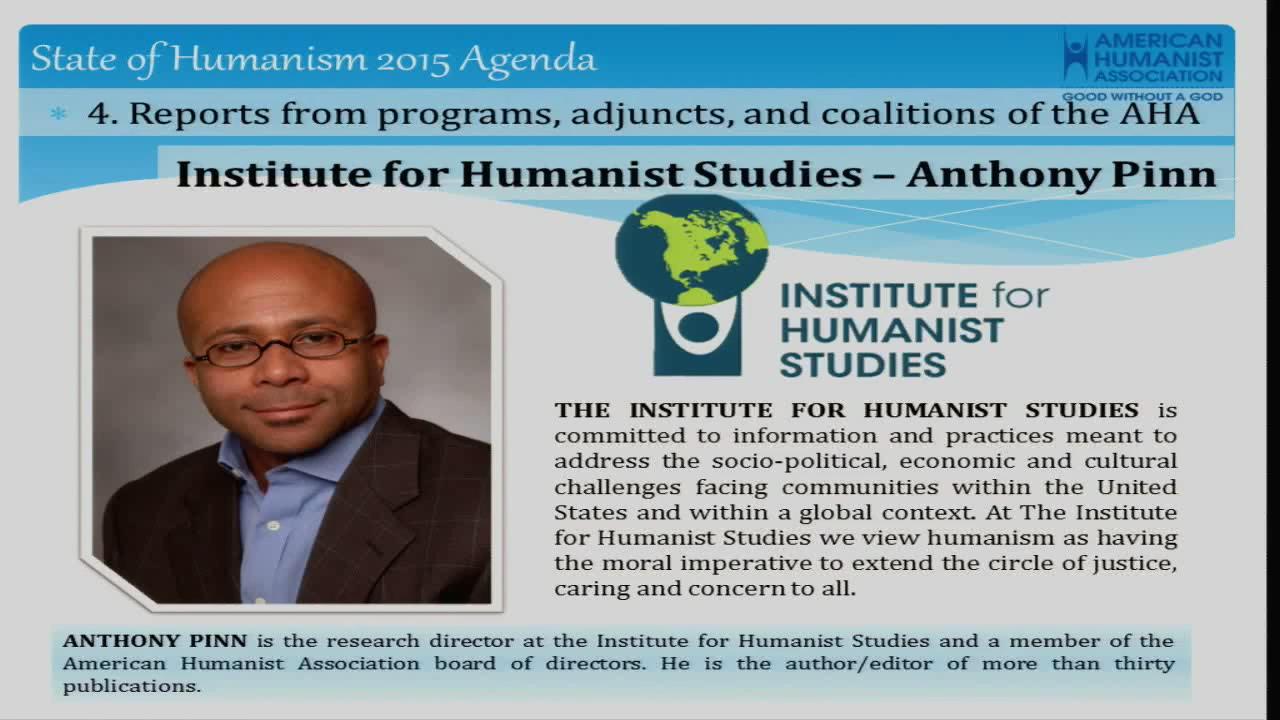 State of Humanism 2015 Agenda
AMERICAN
HUMANIST
ASSOCIATION
GOOD WITHOUT A GOD
* 4. Reports from programs, adjuncts, and coalitions of the AHA
Institute for Humanist Studies – Anthony Pinn
INSTITUTE for
HUMANIST
STUDIES
THE INSTITUTE FOR HUMANIST STUDIES is
committed to information and practices meant to
address the socio-political, economic and cultural
challenges facing communities within the United
States and within a global context. At The Institute
for Humanist Studies we view humanism as having
the moral imperative to extend the circle of justice,
caring and concern to all.
ANTHONY PINN is the research director at the Institute for Humanist Studies and a member of the
American Humanist Association board of directors. He is the author/editor of more than thirty
publications.